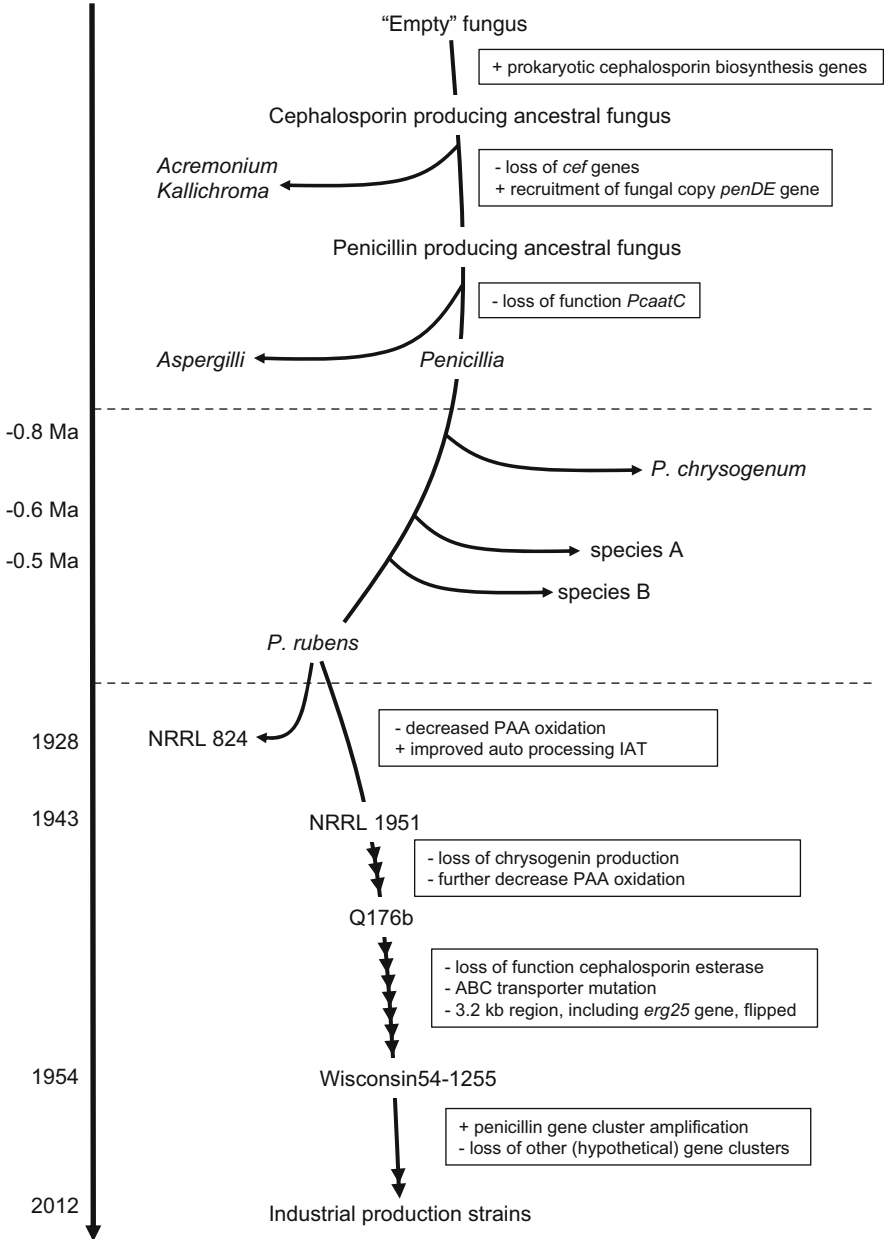 “Empty” fungus
+ prokaryotic cephalosporin biosynthesis genes
Cephalosporin producing ancestral fungus
Acremonium
Kallichroma
- loss of cef genes
+ recruitment of fungal copy penDE gene
Penicillin producing ancestral fungus
- loss of function PcaatC
Aspergilli
Penicillia
-0.8 Ma
P. chrysogenum
-0.6 Ma
species A
-0.5 Ma
species B
P. rubens
1928
NRRL 824
- decreased PAA oxidation
+ improved auto processing IAT
1943
NRRL 1951
- loss of chrysogenin production
- further decrease PAA oxidation
Q176b
- loss of function cephalosporin esterase
- ABC transporter mutation
- 3.2 kb region, including erg25 gene, flipped
1954
Wisconsin54-1255
+ penicillin gene cluster amplification
- loss of other (hypothetical) gene clusters
2012
Industrial production strains